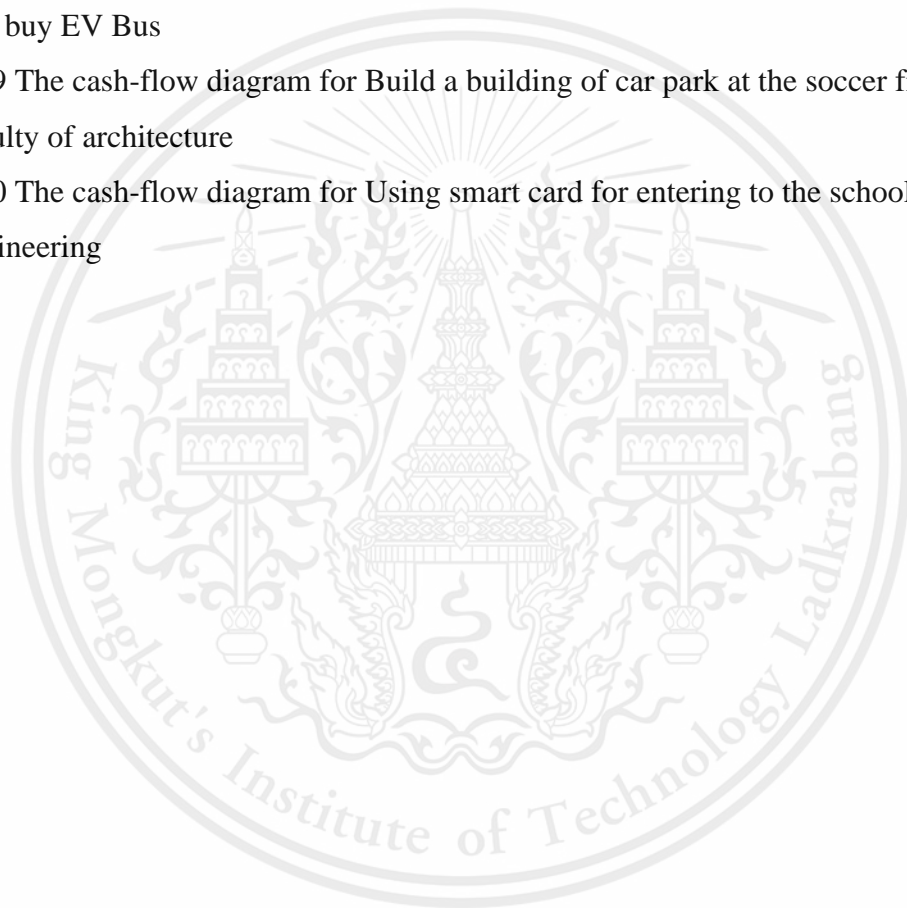 buy EV Bus
9 The cash-flow diagram for Build a building of car park at the soccer
ulty of architecture
0 The cash-flow diagram for Using smart card for entering to the school
ineering
King Mongkut's Institute of Technology Ladkrabang